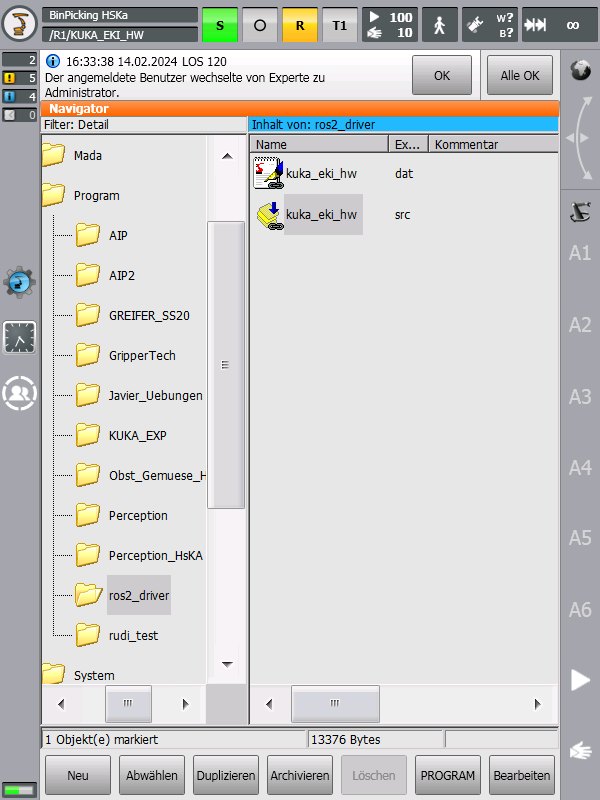 BinPicking HSKa
/R1/KUKA_EKI_HW
S
O
R
T1
100
10
W?
B?
∞
2
5
4
0
16:33:38 14.02.2024 LOS 120
Der angemeldete Benutzer wechselte von Experte zu
Administrator.
OK
Alle OK
Navigator
Filter: Detail
Inhalt von: ros2_driver
Name
Ex...
Kommentar
Mada
Program
AIP
AIP2
GREIFER_SS20
GripperTech
Javier_Uebungen
KUKA_EXP
Obst_Gemuese_H
Perception
Perception_HsKA
ros2_driver
rudi_test
System
kuka_eki_hw
dat
kuka_eki_hw
src
A1
A2
A3
A4
A5
A6
1 Objekt(e) markiert
13376 Bytes
Neu
Abwählen
Duplizieren
Archivieren
Löschen
PROGRAM
Bearbeiten